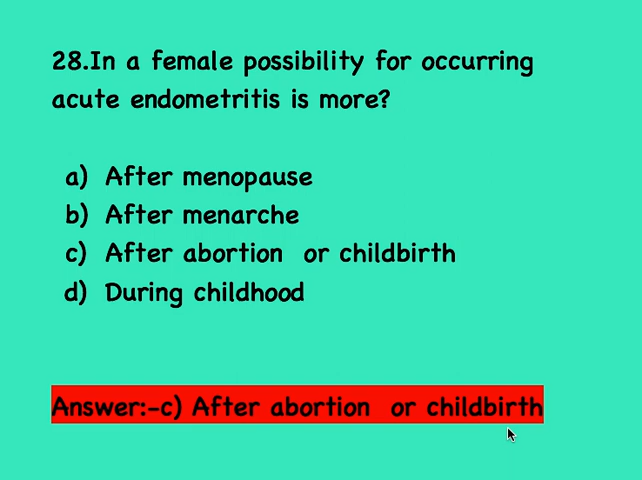 28.In a female possibility for occurring
acute endometritis is more?
a) After menopause
b) After menarche
c) After abortion or childbirth
d) During childhood
Answer:-c) After abortion or childbirth